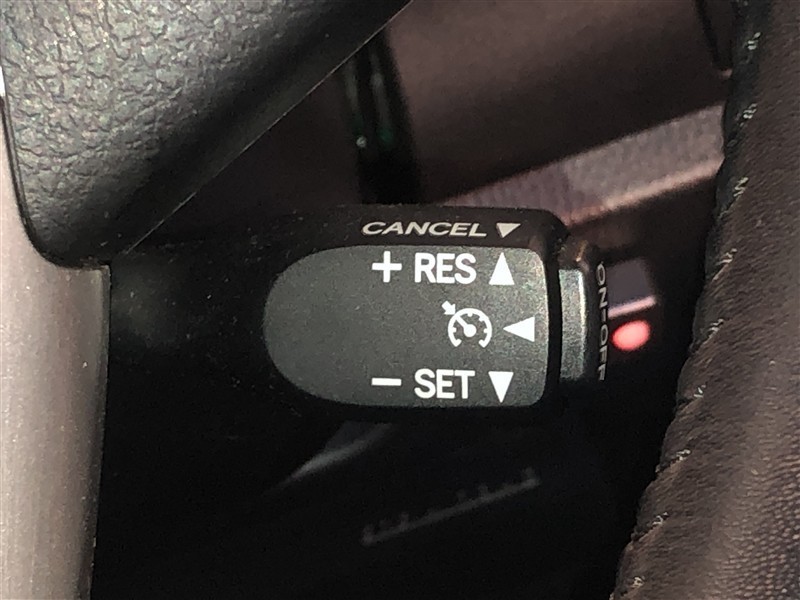 CANCEL ▼
+ RES ▲
◀
− SET ▼
ON-OFF